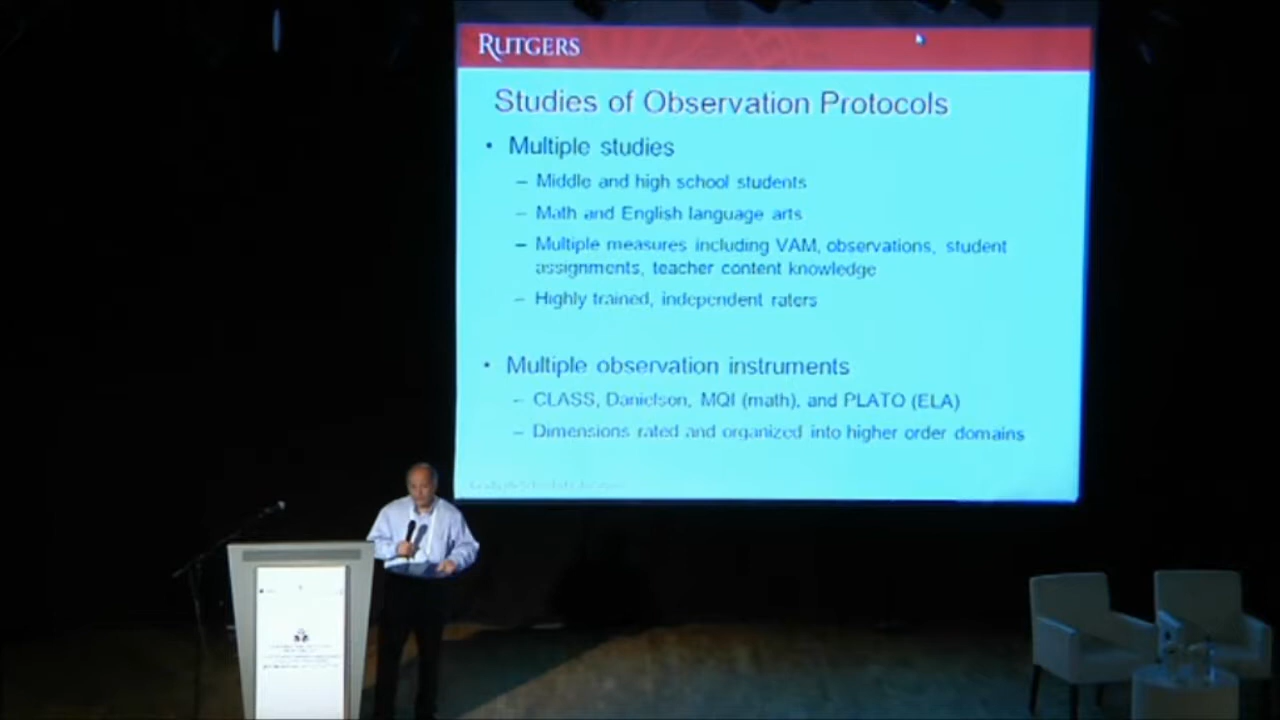 RUTGERS
Studies of Observation Protocols
• Multiple studies
– Middle and high school students
– Math and English language arts
– Multiple measures including VAM, observations, student
assignments, teacher content knowledge
– Highly trained, independent raters
• Multiple observation instruments
– CLASS, Danielson, MQI (math), and PLATO (ELA)
– Dimensions rated and organized into higher order domains